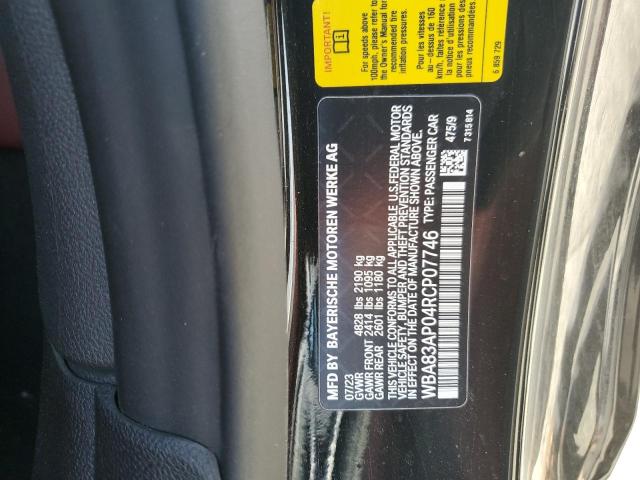 IMPORTANT!
For speeds above
100mph, please refer to
the Owner's Manual for
recommended tire
inflation pressures.
Pour les vitesses
au - dessus de 160
km/h, faites référence à
la notice d'utilisation
pour les pression des
pneus recommandées.
6 859 729
MFD BY BAYERISCHE MOTOREN WERKE AG
07/23
GVWR 4828 lbs 2190 kg
GAWR FRONT 2414 lbs 1095 kg
GAWR REAR 2601 lbs 1180 kg
THIS VEHICLE CONFORMS TO ALL APPLICABLE U.S.FEDERAL MOTOR
VEHICLE SAFETY, BUMPER AND THEFT PREVENTION STANDARDS
IN EFFECT ON THE DATE OF MANUFACTURE SHOWN ABOVE.
WBA83AP04RCP07746 TYPE: PASSENGER CAR
475/9
7 315 814